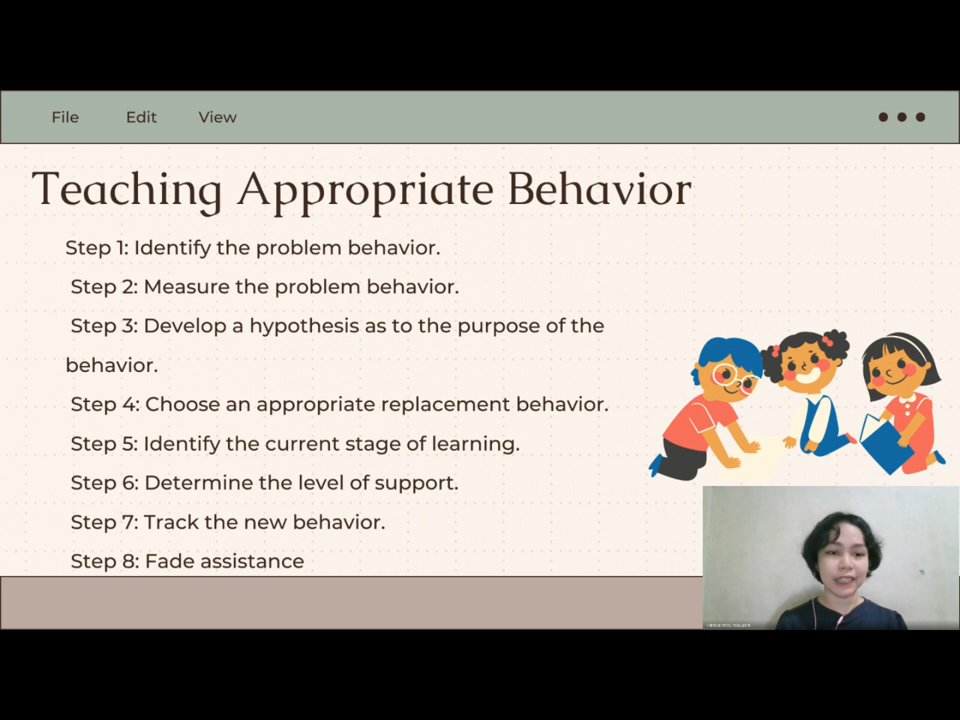 File Edit View
Teaching Appropriate Behavior
Step 1: Identify the problem behavior.
Step 2: Measure the problem behavior.
Step 3: Develop a hypothesis as to the purpose of the
behavior.
Step 4: Choose an appropriate replacement behavior.
Step 5: Identify the current stage of learning.
Step 6: Determine the level of support.
Step 7: Track the new behavior.
Step 8: Fade assistance